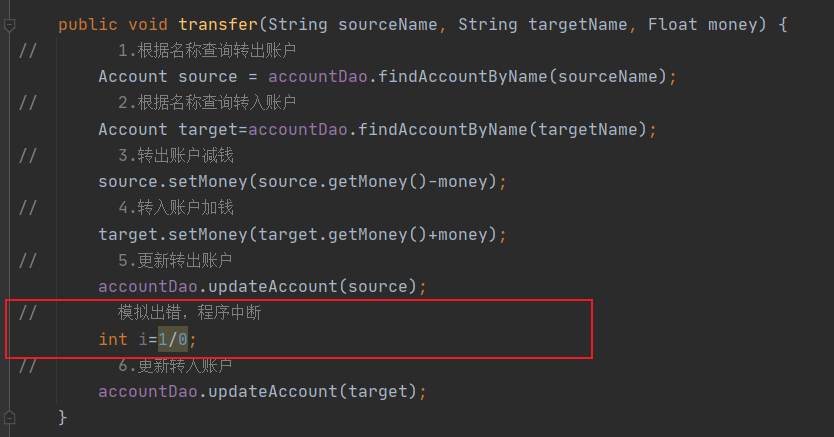 public void transfer(String sourceName, String targetName, Float money) {
// 1.根据名称查询转出账户
Account source = accountDao.findAccountByName(sourceName);
// 2.根据名称查询转入账户
Account target=accountDao.findAccountByName(targetName);
// 3.转出账户减钱
source.setMoney(source.getMoney()-money);
// 4.转入账户加钱
target.setMoney(target.getMoney()+money);
// 5.更新转出账户
accountDao.updateAccount(source);
// 模拟出错，程序中断
int i=1/0;
// 6.更新转入账户
accountDao.updateAccount(target);
}